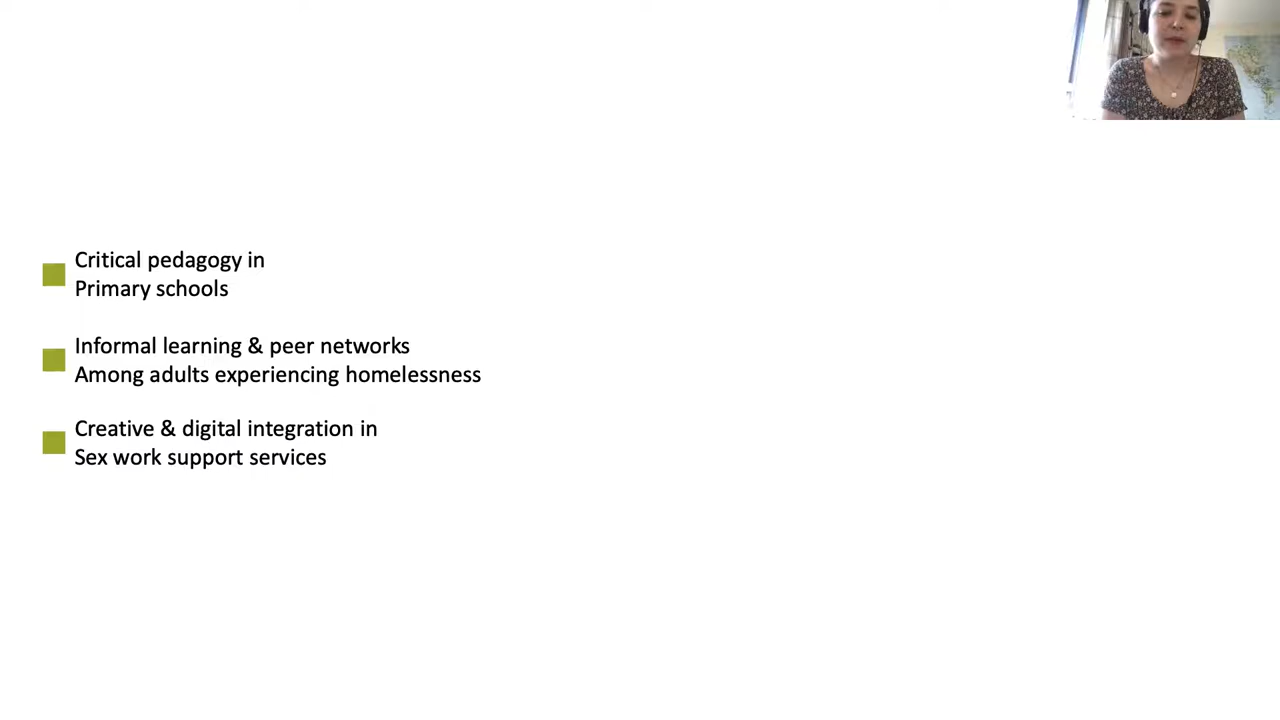 Critical pedagogy in
Primary schools
Informal learning & peer networks
Among adults experiencing homelessness
Creative & digital integration in
Sex work support services